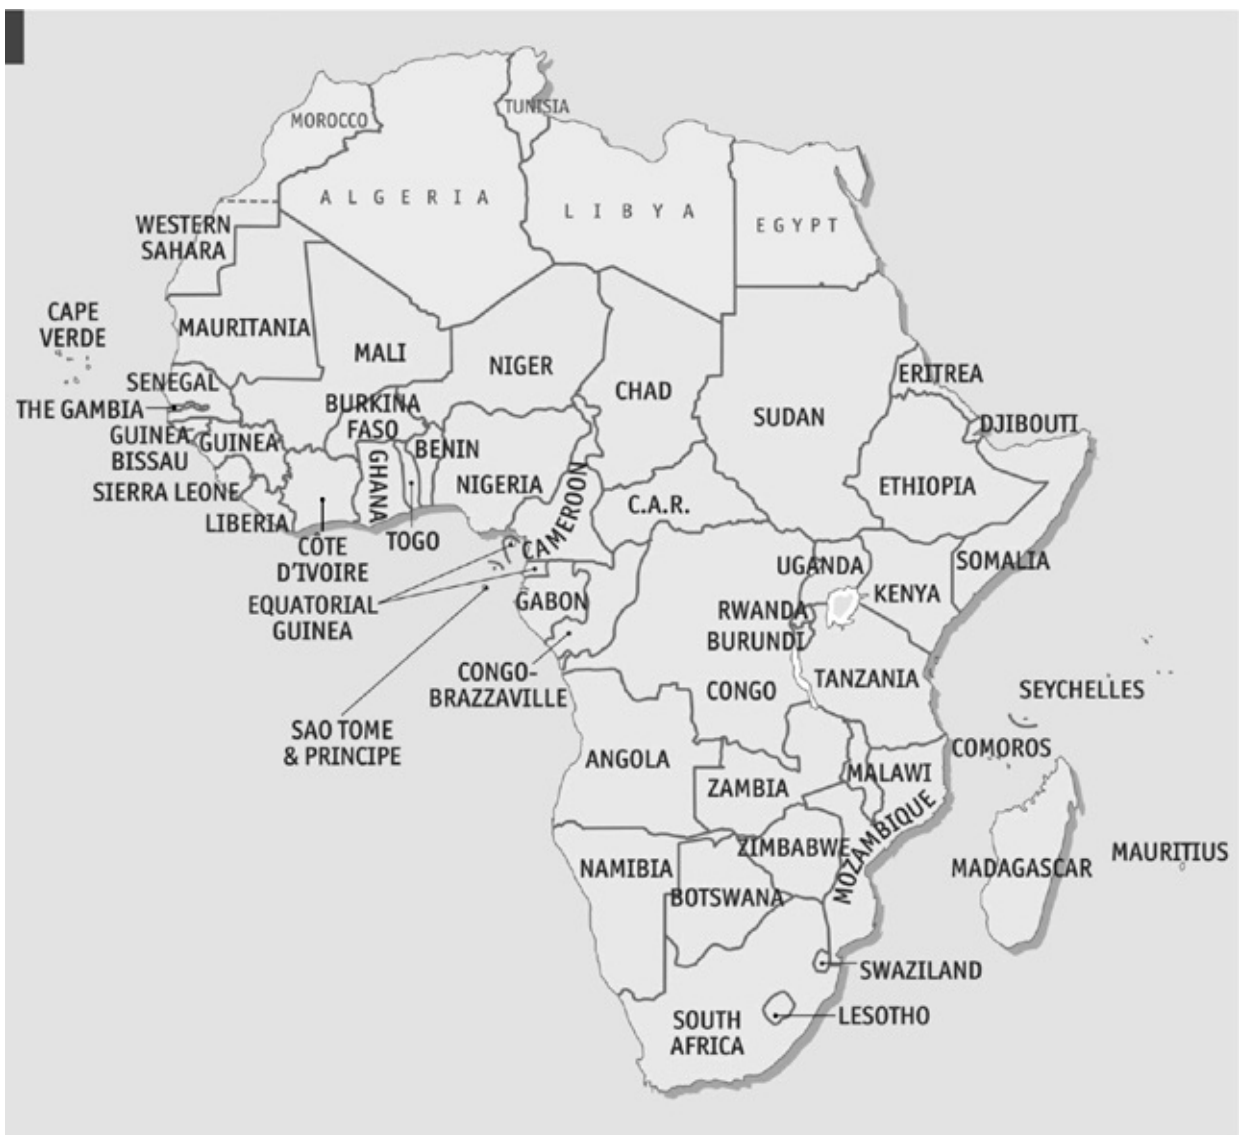 MOROCCO
TUNISIA
ALGERIA
LIBYA
EGYPT
WESTERN
SAHARA
CAPE
VERDE
MAURITANIA
MALI
NIGER
CHAD
SUDAN
ERITREA
SENEGAL
THE GAMBIA
BURKINA
FASO
DJIBOUTI
GUINEA
BISSAU
GUINEA
BENIN
GHANA
NIGERIA
ETHIOPIA
SIERRA LEONE
C.A.R.
LIBERIA
CÔTE
D'IVOIRE
TOGO
CAMEROON
UGANDA
SOMALIA
KENYA
EQUATORIAL
GUINEA
GABON
RWANDA
BURUNDI
CONGO-
BRAZZAVILLE
CONGO
TANZANIA
SEYCHELLES
SAO TOME
& PRINCIPE
COMOROS
ANGOLA
ZAMBIA
MALAWI
MOZAMBIQUE
ZIMBABWE
MADAGASCAR
MAURITIUS
NAMIBIA
BOTSWANA
SWAZILAND
LESOTHO
SOUTH
AFRICA